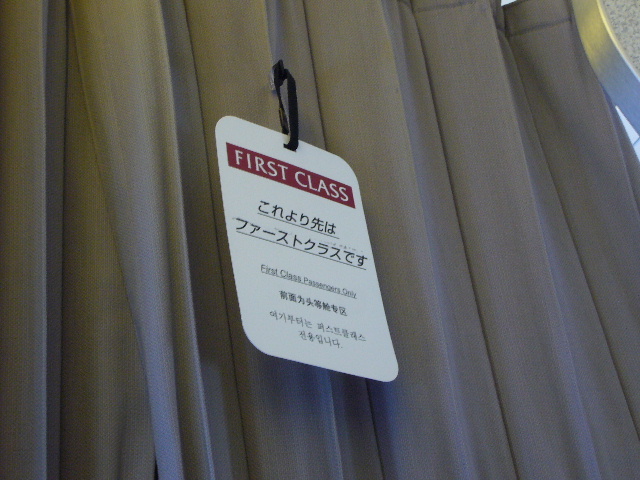 FIRST CLASS
これより先は
ファーストクラスです
First Class Passengers Only
前面为头等舱专区
여기부터는 퍼스트클래스
전용입니다.